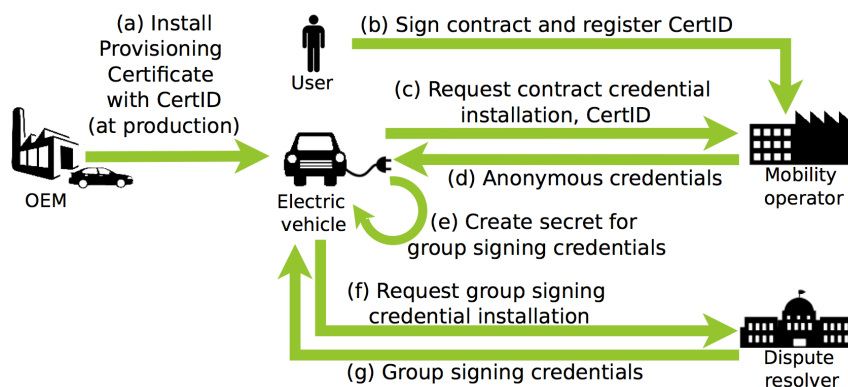 (a) Install
Provisioning
Certificate
with CertID
(at production)
(b) Sign contract and register CertID
User
(c) Request contract credential
installation, CertID
OEM
(d) Anonymous credentials
Mobility
operator
Electric
vehicle
(e) Create secret for
group signing credentials
(f) Request group signing
credential installation
(g) Group signing credentials
Dispute
resolver